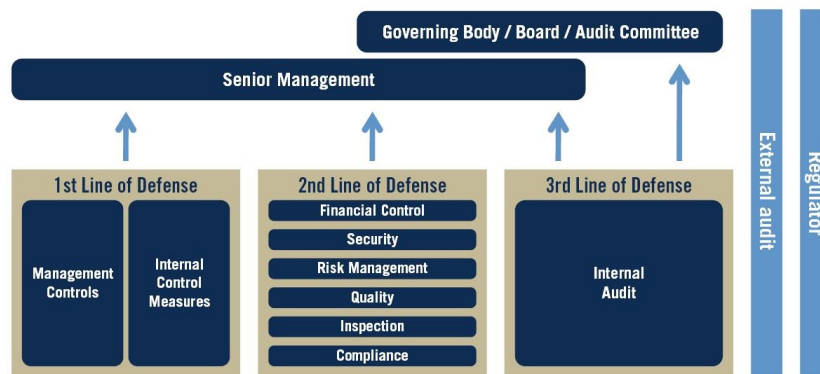 Governing Body / Board / Audit Committee
Senior Management
1st Line of Defense
Management
Controls
Internal
Control
Measures
2nd Line of Defense
Financial Control
Security
Risk Management
Quality
Inspection
Compliance
3rd Line of Defense
Internal
Audit
External audit
Regulator